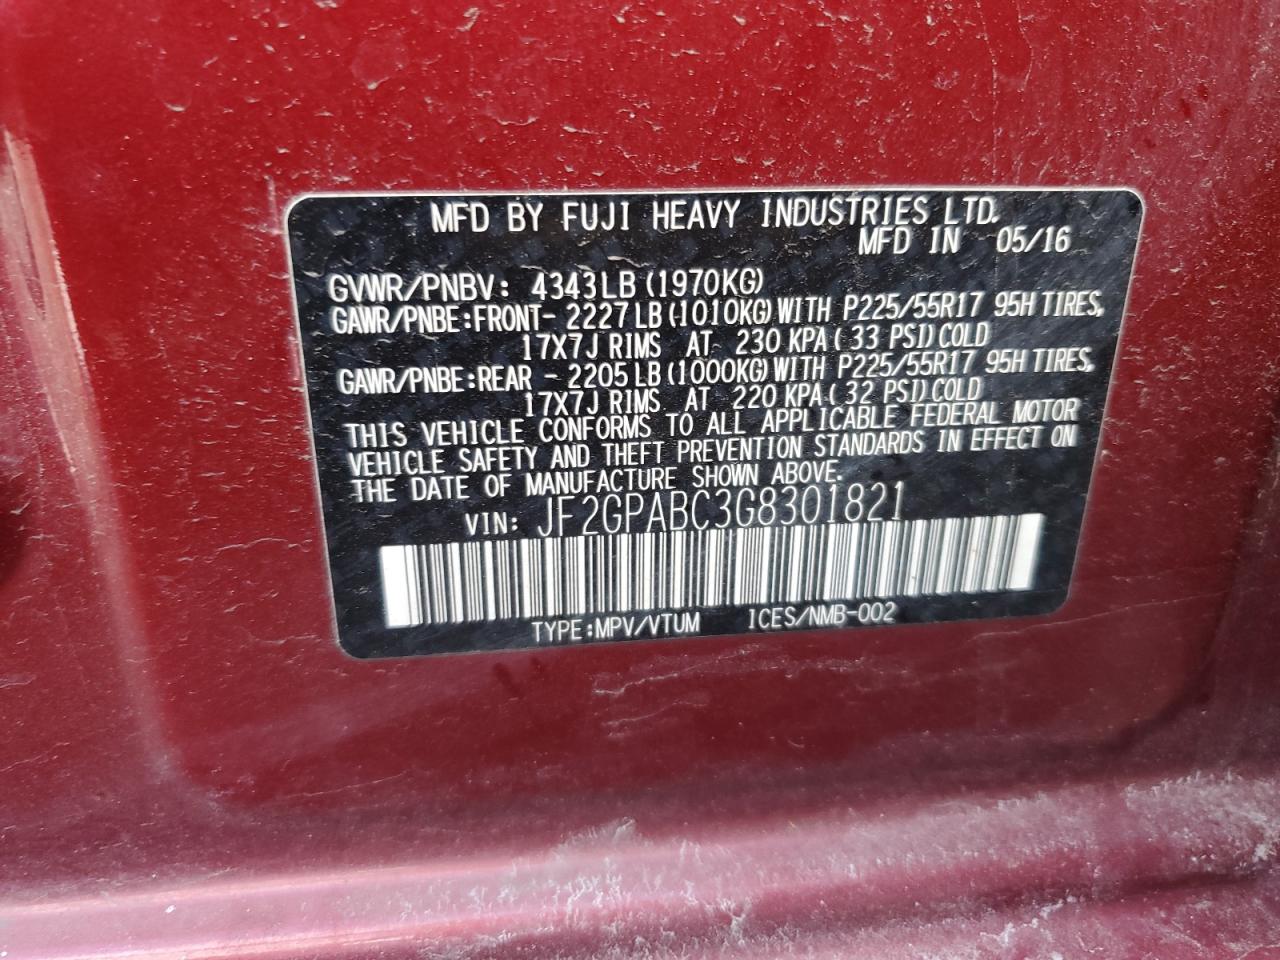 MFD BY FUJI HEAVY INDUSTRIES LTD.
MFD IN 05/16
GVWR/PNBV: 4343LB (1970KG)
GAWR/PNBE:FRONT- 2227LB (1010KG)WITH P225/55R17 95H TIRES,
17X7J RIMS AT 230 KPA( 33 PSI)COLD
GAWR/PNBE:REAR - 2205LB (1000KG)WITH P225/55R17 95H TIRES,
17X7J RIMS AT 220 KPA( 32 PSI)COLD
THIS VEHICLE CONFORMS TO ALL APPLICABLE FEDERAL MOTOR
VEHICLE SAFETY AND THEFT PREVENTION STANDARDS IN EFFECT ON
THE DATE OF MANUFACTURE SHOWN ABOVE.
VIN: JF2GPABC3G8301821
TYPE:MPV/VTUM ICES/NMB-002